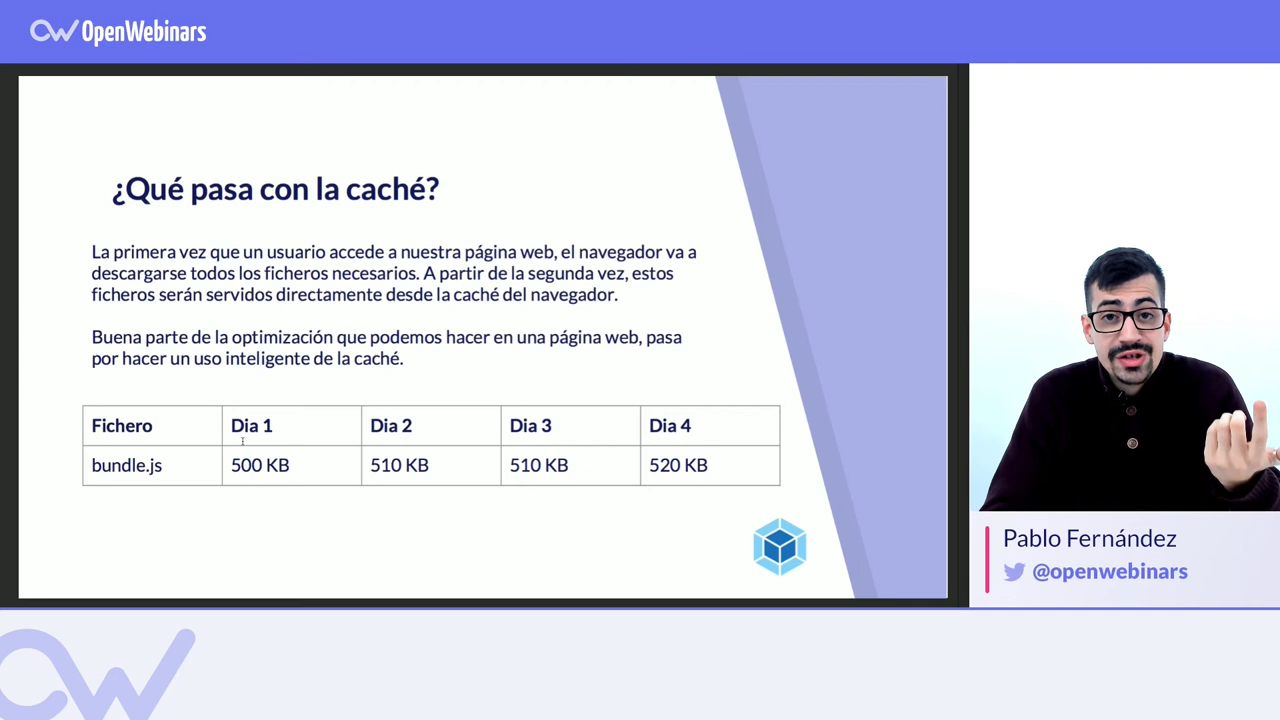 OpenWebinars
¿Qué pasa con la caché?
La primera vez que un usuario accede a nuestra página web, el navegador va a
descargarse todos los ficheros necesarios. A partir de la segunda vez, estos
ficheros serán servidos directamente desde la caché del navegador.
Buena parte de la optimización que podemos hacer en una página web, pasa
por hacer un uso inteligente de la caché.
Fichero Dia 1 Dia 2 Dia 3 Dia 4
bundle.js 500 KB 510 KB 510 KB 520 KB
Pablo Fernández
@openwebinars